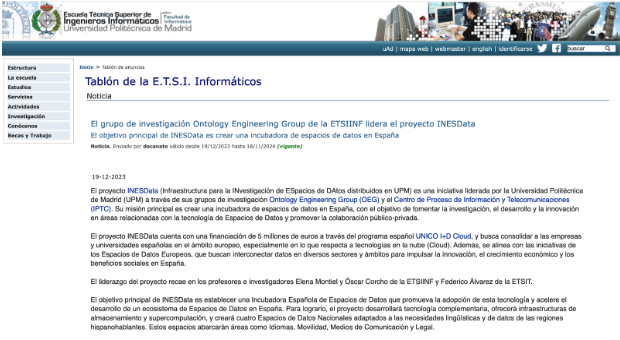 Escuela Técnica Superior de
Ingenieros Informáticos
Universidad Politécnica de Madrid
Facultad de
Informática
uAd | mapa web | webmaster | english | identificarse
buscar
Estructura
La escuela
Estudios
Servicios
Actividades
Investigación
Conócenos
Becas y Trabajo
Inicio > Tablón de anuncios
Tablón de la E.T.S.I. Informáticos
Noticia
El grupo de investigación Ontology Engineering Group de la ETSIINF lidera el proyecto INESData
El objetivo principal de INESData es crear una incubadora de espacios de datos en España
Noticia. Enviado por decanato válido desde 19/12/2023 hasta 18/11/2024 (vigente)
19-12-2023
El proyecto INESData (Infraestructura para la INvestigación de ESpacios de DAtos distribuidos en UPM) es una iniciativa liderada por la Universidad Politécnica
de Madrid (UPM) a través de sus grupos de investigación Ontology Engineering Group (OEG) y el Centro de Proceso de Información y Telecomunicaciones
(IPTC). Su misión principal es crear una incubadora de espacios de datos en España, con el objetivo de fomentar la investigación, el desarrollo y la innovación
en áreas relacionadas con la tecnología de Espacios de Datos y promover la colaboración público-privada.
El proyecto INESData cuenta con una financiación de 5 millones de euros a través del programa español UNICO I+D Cloud, y busca consolidar a las empresas
y universidades españolas en el ámbito europeo, especialmente en lo que respecta a tecnologías en la nube (Cloud). Además, se alinea con las iniciativas de
los Espacios de Datos Europeos, que buscan interconectar datos en diversos sectores y ámbitos para impulsar la innovación, el crecimiento económico y los
beneficios sociales en España.
El liderazgo del proyecto recae en los profesores e investigadores Elena Montiel y Óscar Corcho de la ETSIINF y Federico Álvarez de la ETSIT.
El objetivo principal de INESData es establecer una Incubadora Española de Espacios de Datos que promueva la adopción de esta tecnología y acelere el
desarrollo de un ecosistema de Espacios de Datos en España. Para lograrlo, el proyecto desarrollará tecnología complementaria, ofrecerá infraestructuras de
almacenamiento y supercomputación, y creará cuatro Espacios de Datos Nacionales adaptados a las necesidades lingüísticas y de datos de las regiones
hispanohablantes. Estos espacios abarcarán áreas como Idiomas, Movilidad, Medios de Comunicación y Legal.